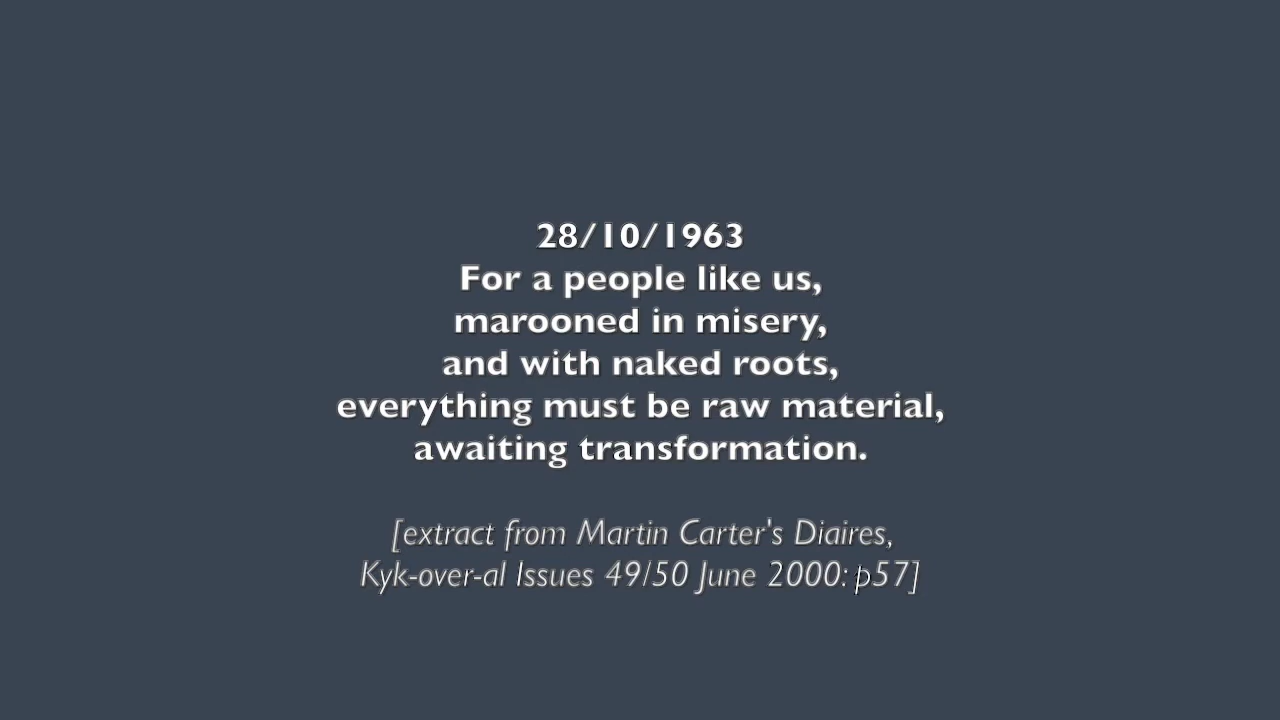 28/10/1963
For a people like us,
marooned in misery,
and with naked roots,
everything must be raw material,
awaiting transformation.
[extract from Martin Carter's Diaires,
Kyk-over-al Issues 49/50 June 2000: p57]